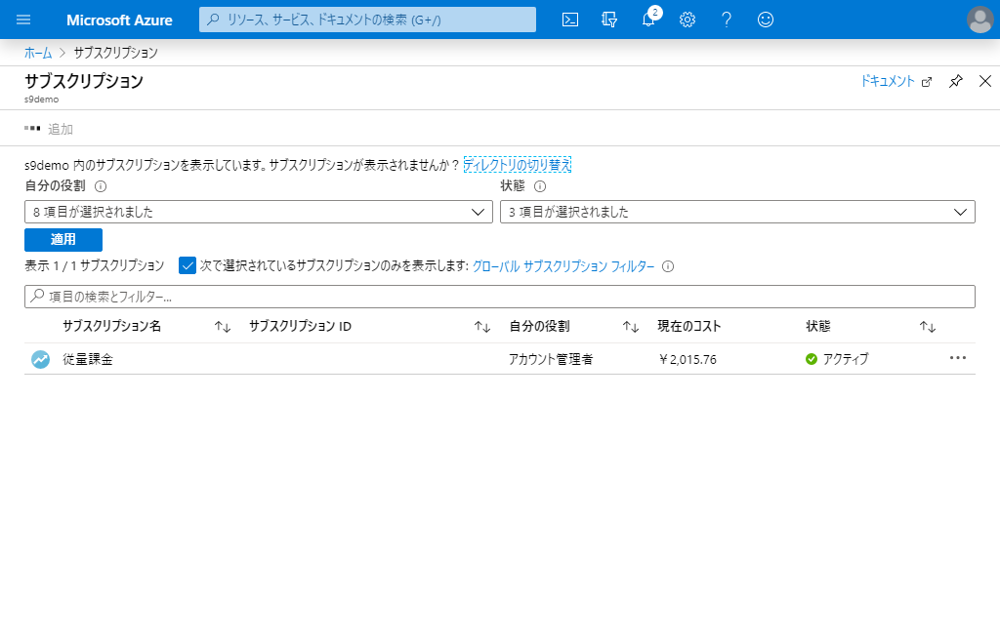 Microsoft Azure
リソース、サービス、ドキュメントの検索 (G+/)
2
ホーム > サブスクリプション
サブスクリプション
s9demo
ドキュメント
追加
s9demo 内のサブスクリプションを表示しています。サブスクリプションが表示されませんか? ディレクトリの切り替え
自分の役割 状態
8 項目が選択されました 3 項目が選択されました
適用
表示 1 / 1 サブスクリプション 次で選択されているサブスクリプションのみを表示します: グローバル サブスクリプション フィルター
項目の検索とフィルター...
サブスクリプション名 サブスクリプション ID 自分の役割 現在のコスト 状態
従量課金 アカウント管理者 ¥2,015.76 アクティブ